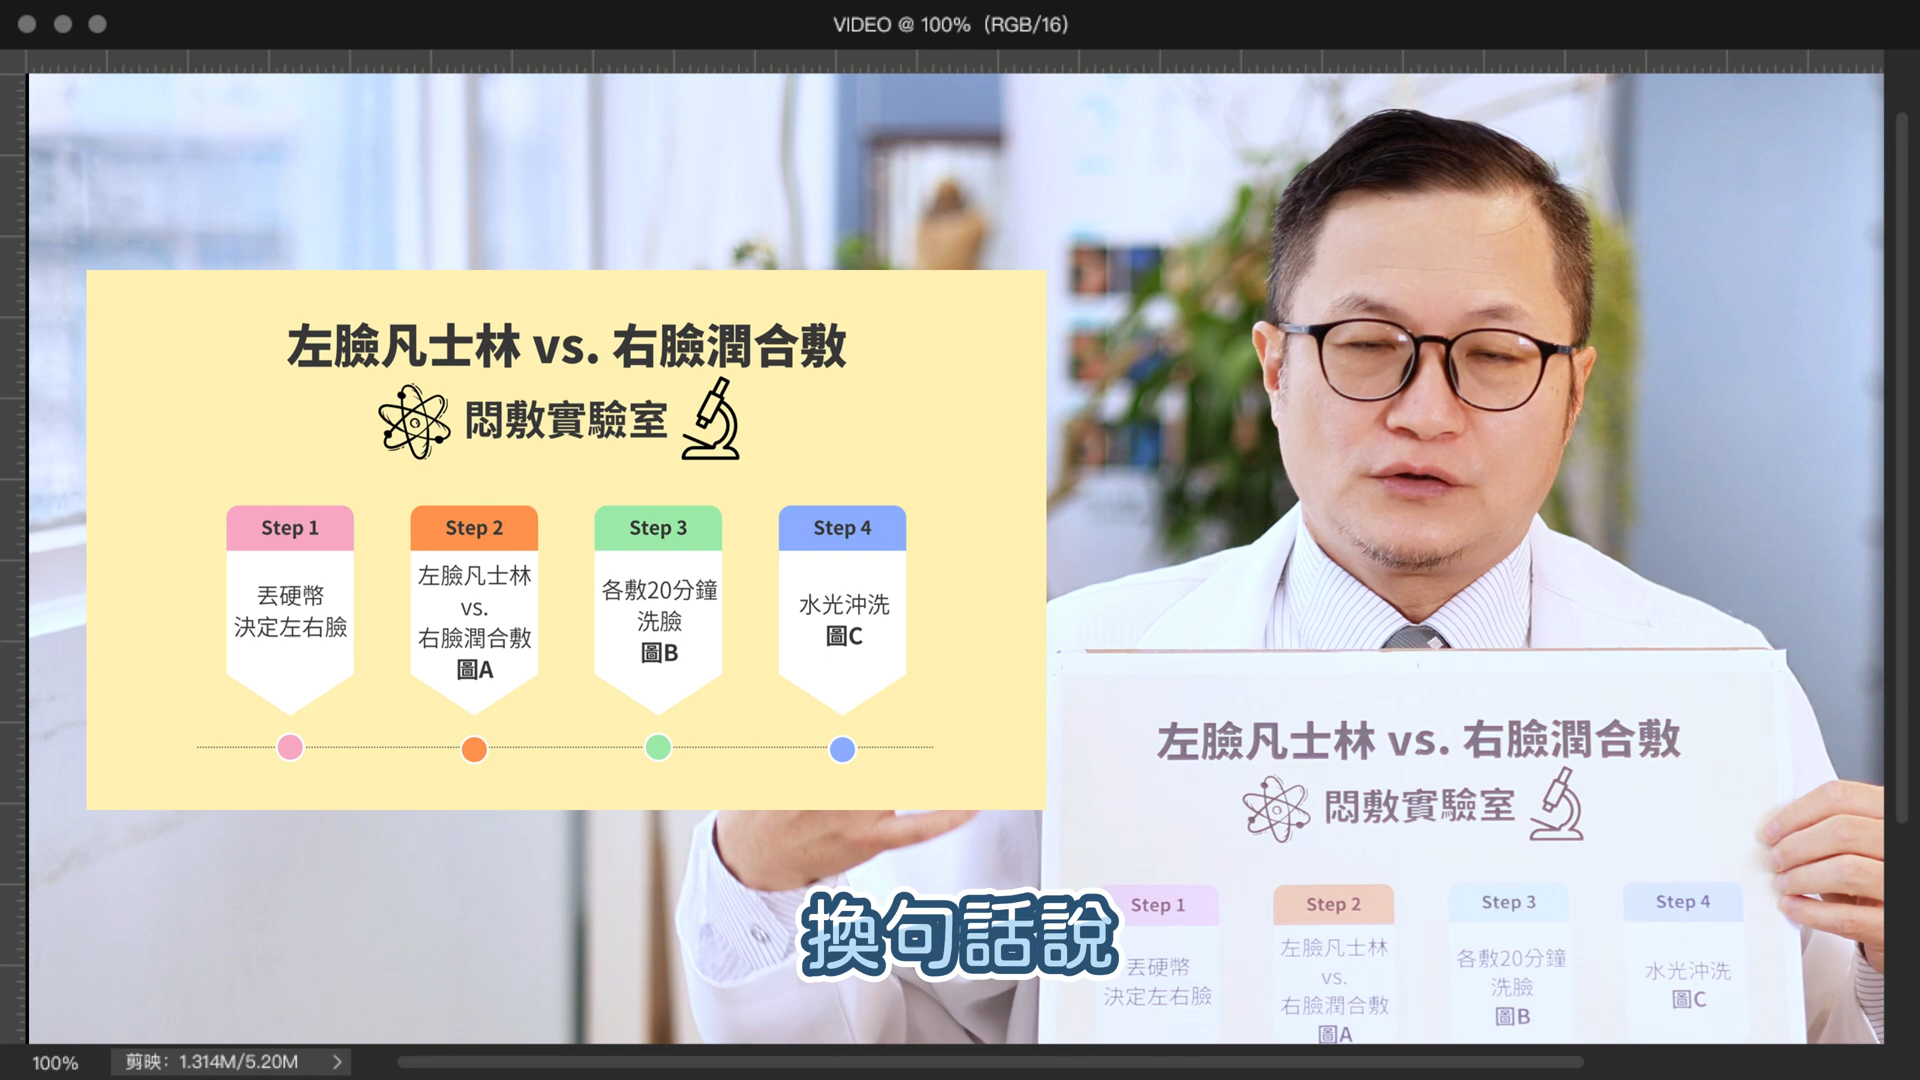 VIDEO @ 100% (RGB/16)
左臉凡士林 vs. 右臉潤合敷
悶敷實驗室
Step 1
丟硬幣
決定左右臉
Step 2
左臉凡士林
vs.
右臉潤合敷
圖A
Step 3
各敷20分鐘
洗臉
圖B
Step 4
水光沖洗
圖C
左臉凡士林 vs. 右臉潤合敷
悶敷實驗室
Step 1
丟硬幣
決定左右臉
Step 2
左臉凡士林
vs.
右臉潤合敷
圖A
Step 3
各敷20分鐘
洗臉
圖B
Step 4
水光沖洗
圖C
換句話說
100%
剪映：1.314M/5.20M